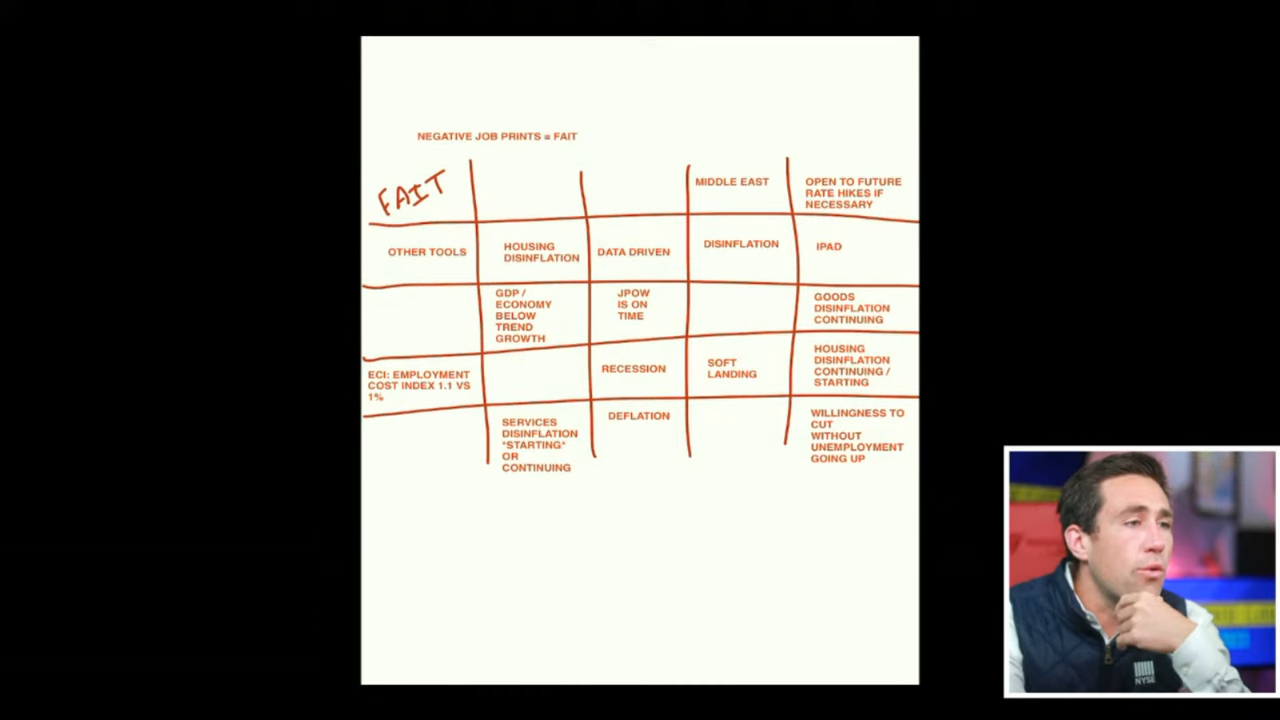 NEGATIVE JOB PRINTS = FAIT
FAIT
MIDDLE EAST
OPEN TO FUTURE
RATE HIKES IF
NECESSARY
OTHER TOOLS
HOUSING
DISINFLATION
DATA DRIVEN
DISINFLATION
IPAD
GDP /
ECONOMY
BELOW
TREND
GROWTH
JPOW
IS ON
TIME
GOODS
DISINFLATION
CONTINUING
ECI: EMPLOYMENT
COST INDEX 1.1 VS
1%
RECESSION
SOFT
LANDING
HOUSING
DISINFLATION
CONTINUING /
STARTING
SERVICES
DISINFLATION
*STARTING*
OR
CONTINUING
DEFLATION
WILLINGNESS TO
CUT
WITHOUT
UNEMPLOYMENT
GOING UP
NYSE